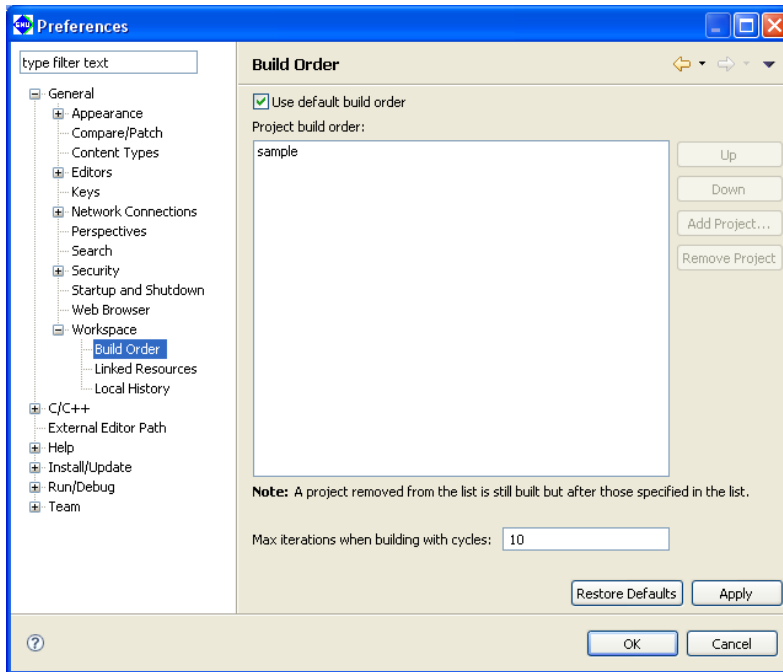 Preferences
type filter text
General
Appearance
Compare/Patch
Content Types
Editors
Keys
Network Connections
Perspectives
Search
Security
Startup and Shutdown
Web Browser
Workspace
Build Order
Linked Resources
Local History
C/C++
External Editor Path
Help
Install/Update
Run/Debug
Team
Build Order
Use default build order
Project build order:
sample
Up
Down
Add Project...
Remove Project
Note: A project removed from the list is still built but after those specified in the list.
Max iterations when building with cycles: 10
Restore Defaults Apply
OK Cancel